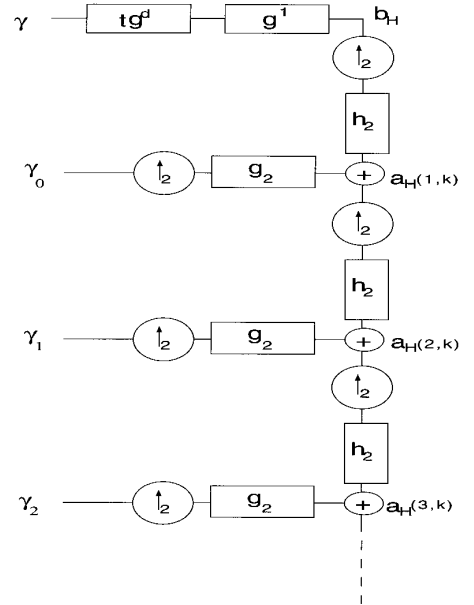 γ tg^d g^1 b_H
↑2
h_2
γ_0 ↑2 g_2 + a_H(1,k)
↑2
h_2
γ_1 ↑2 g_2 + a_H(2,k)
↑2
h_2
γ_2 ↑2 g_2 + a_H(3,k)